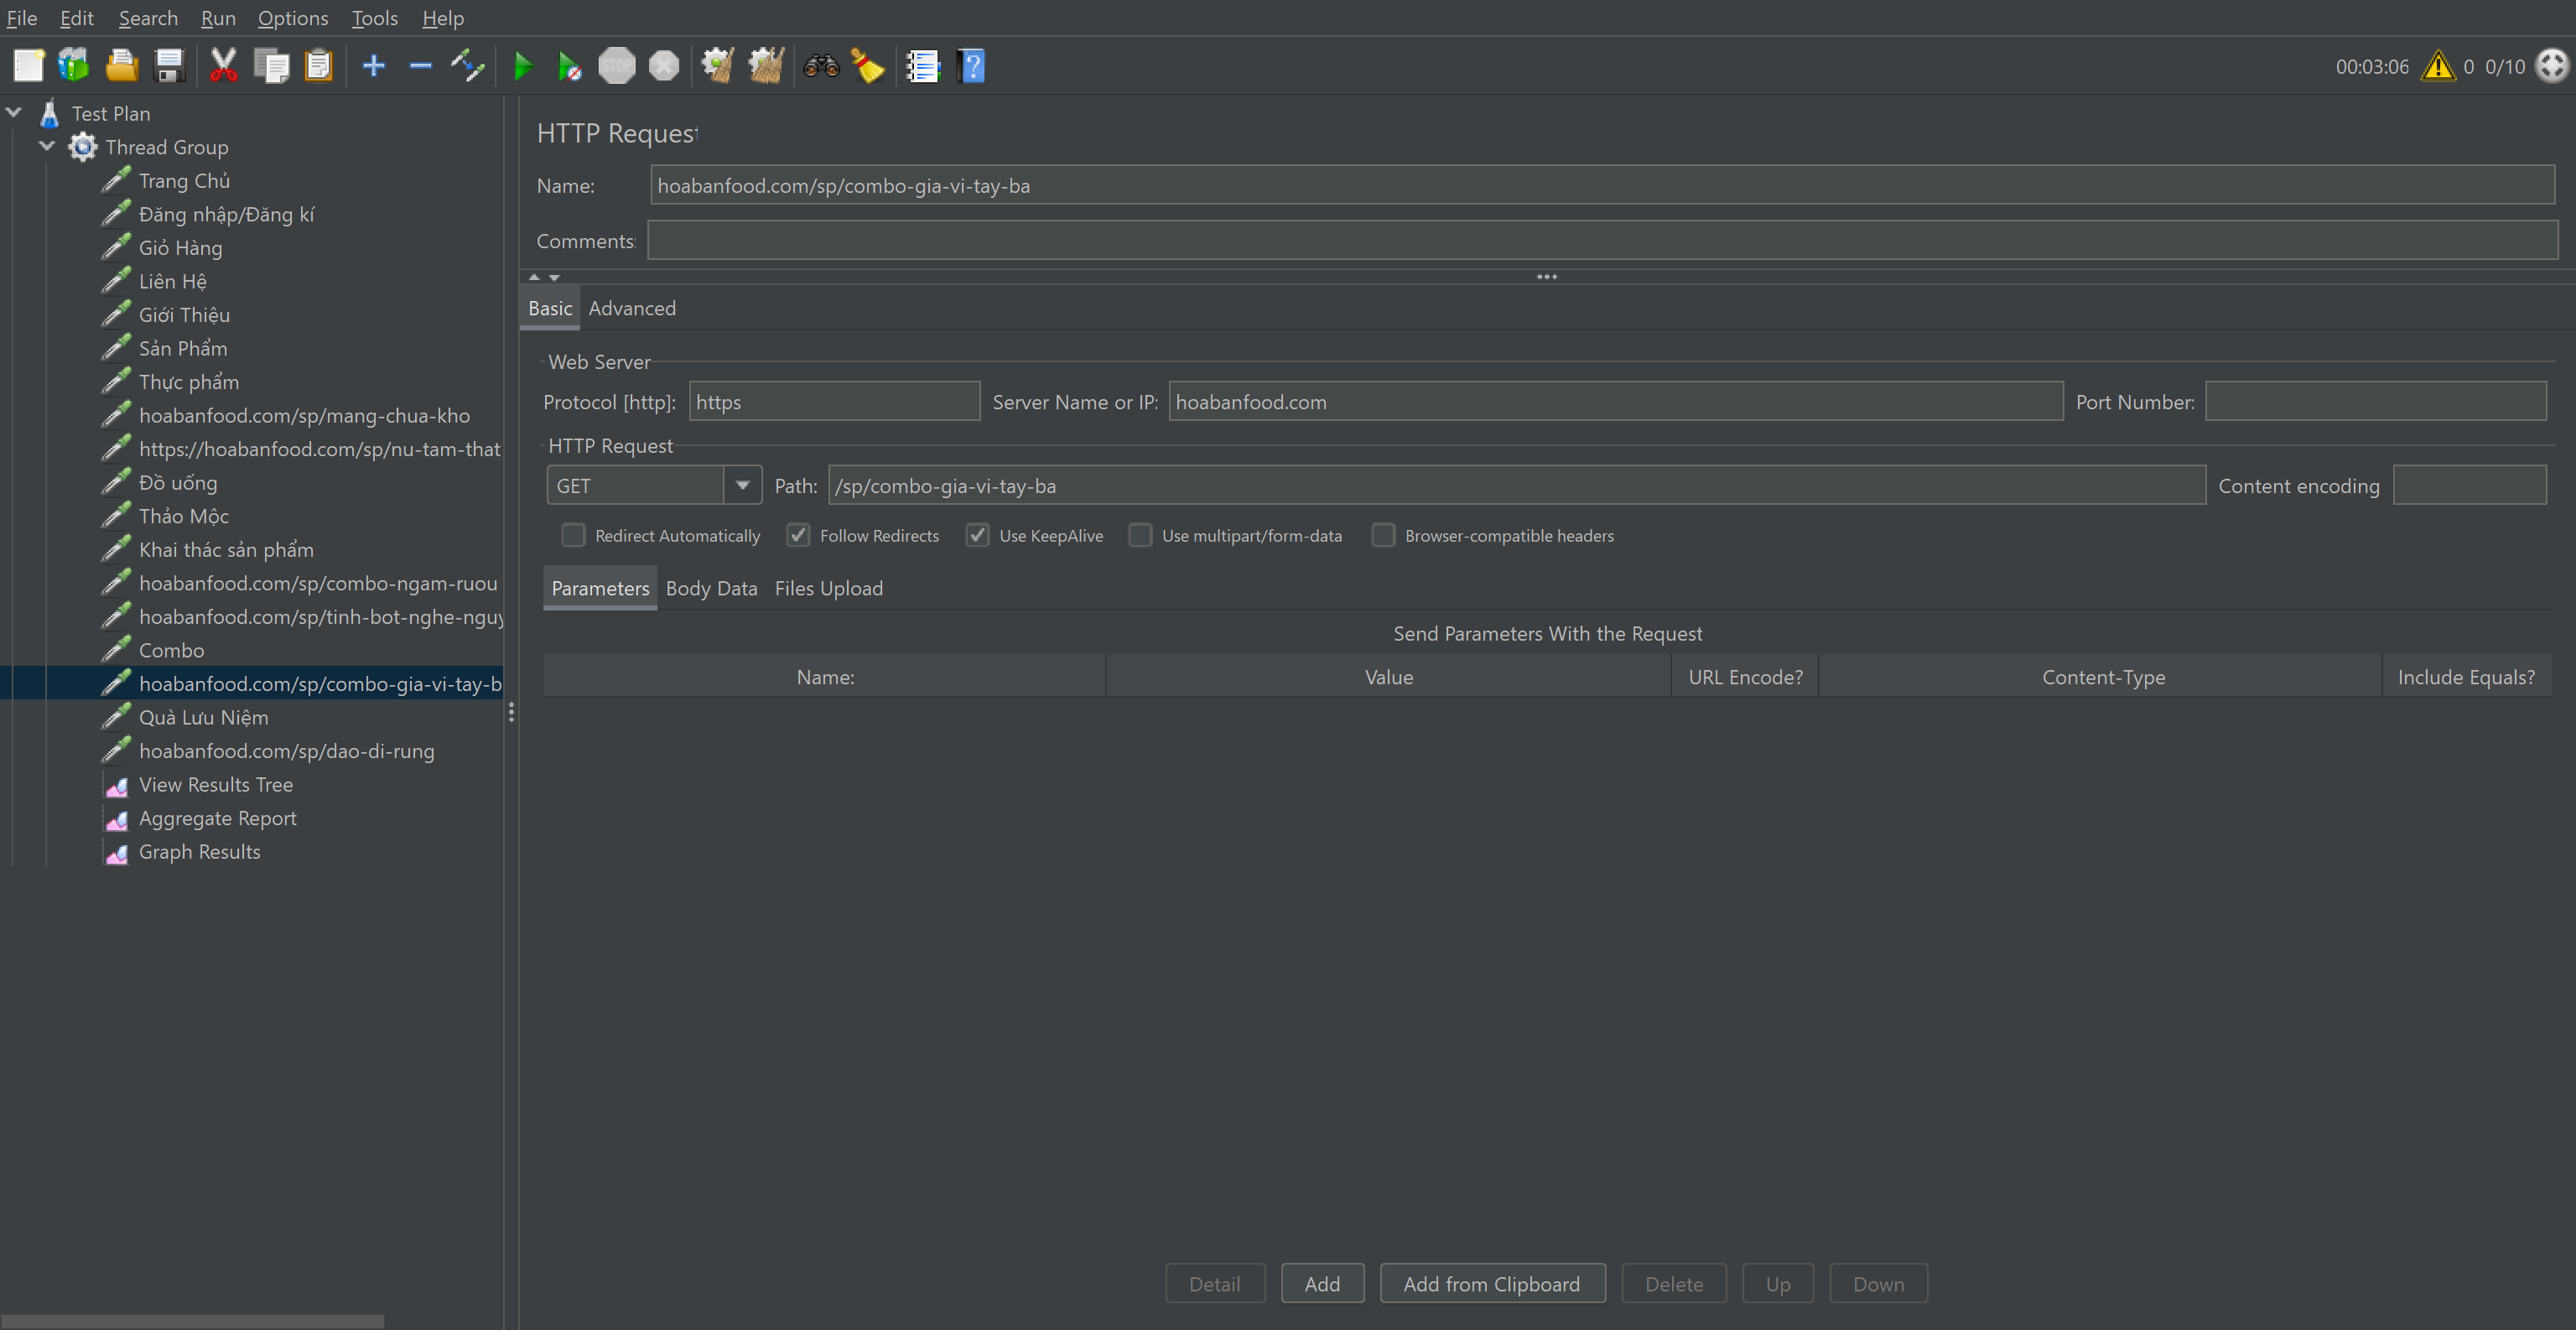 File Edit Search Run Options Tools Help
STOP
00:03:06 0 0/10
Test Plan
Thread Group
Trang Chủ
Đăng nhập/Đăng kí
Giỏ Hàng
Liên Hệ
Giới Thiệu
Sản Phẩm
Thực phẩm
hoabanfood.com/sp/mang-chua-kho
https://hoabanfood.com/sp/nu-tam-that
Đồ uống
Thảo Mộc
Khai thác sản phẩm
hoabanfood.com/sp/combo-ngam-ruou
hoabanfood.com/sp/tinh-bot-nghe-nguy
Combo
hoabanfood.com/sp/combo-gia-vi-tay-b
Quà Lưu Niệm
hoabanfood.com/sp/dao-di-rung
View Results Tree
Aggregate Report
Graph Results
HTTP Request
Name: hoabanfood.com/sp/combo-gia-vi-tay-ba
Comments:
Basic Advanced
Web Server
Protocol [http]: https Server Name or IP: hoabanfood.com Port Number:
HTTP Request
GET Path: /sp/combo-gia-vi-tay-ba Content encoding
Redirect Automatically Follow Redirects Use KeepAlive Use multipart/form-data Browser-compatible headers
Parameters Body Data Files Upload
Send Parameters With the Request
Name: Value URL Encode? Content-Type Include Equals?
Detail Add Add from Clipboard Delete Up Down